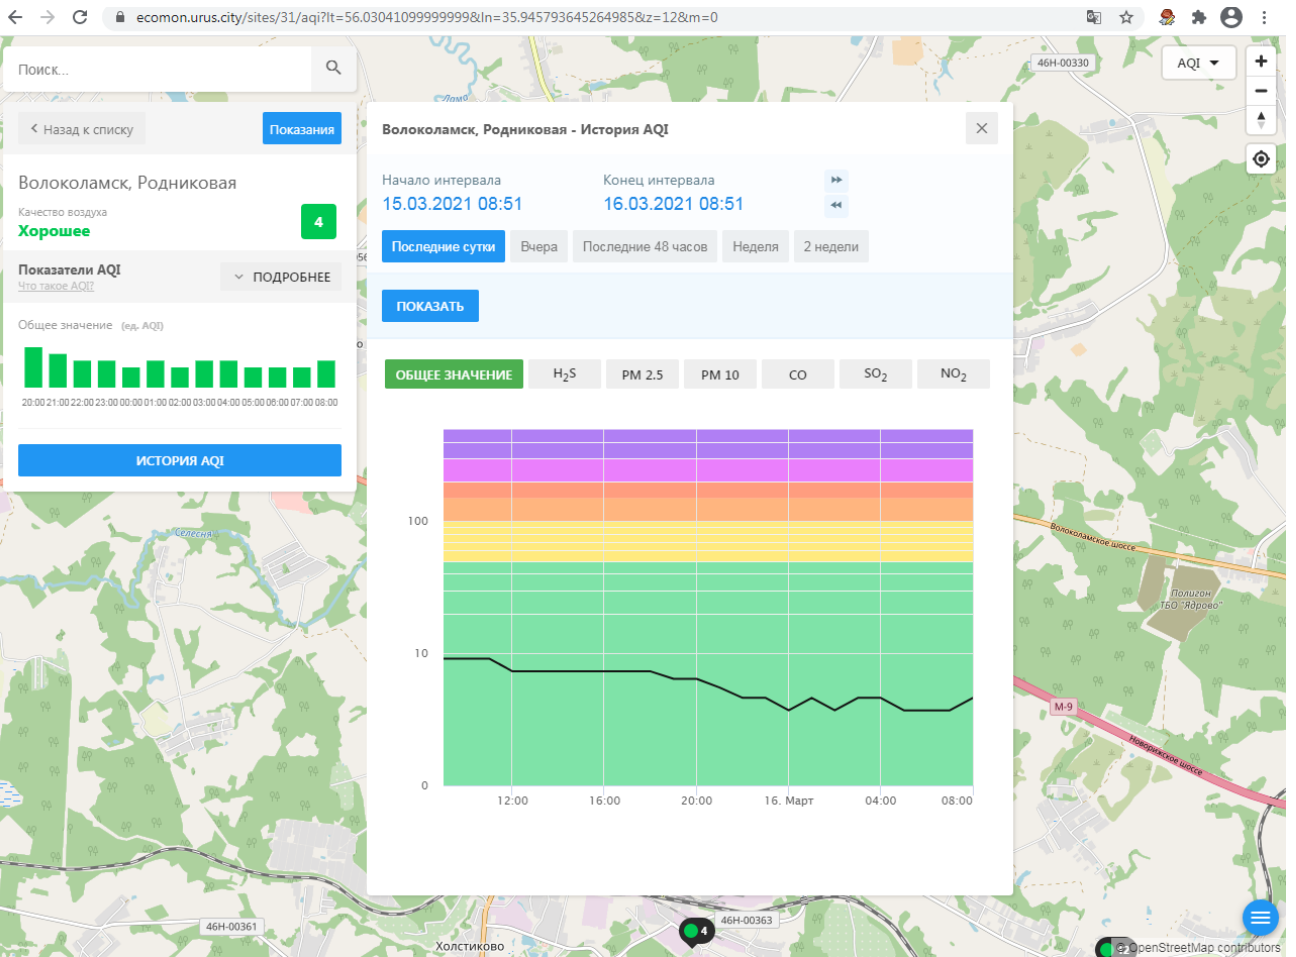 ecomon.urus.city/sites/31/aqi?lt=56.03041099999999&ln=35.945793645264985&z=12&m=0
Поиск...
46Н-00330
AQI
Лама
Назад к списку
Показания
Волоколамск, Родниковая
Качество воздуха
Хорошее
4
Показатели AQI
Что такое AQI?
ПОДРОБНЕЕ
Общее значение (ед. AQI)
20:00 21:00 22:00 23:00 00:00 01:00 02:00 03:00 04:00 05:00 06:00 07:00 08:00
ИСТОРИЯ AQI
Волоколамск, Родниковая - История AQI
Начало интервала
Конец интервала
15.03.2021 08:51
16.03.2021 08:51
Последние сутки
Вчера
Последние 48 часов
Неделя
2 недели
ПОКАЗАТЬ
ОБЩЕЕ ЗНАЧЕНИЕ
H₂S
PM 2.5
PM 10
CO
SO₂
NO₂
100
10
0
12:00
16:00
20:00
16. Март
04:00
08:00
Селесня
Волоколамское шоссе
Полигон
ТБО "Ядрово"
М-9
Новорижское шоссе
46Н-00361
46Н-00363
Холстиково
4
© OpenStreetMap contributors